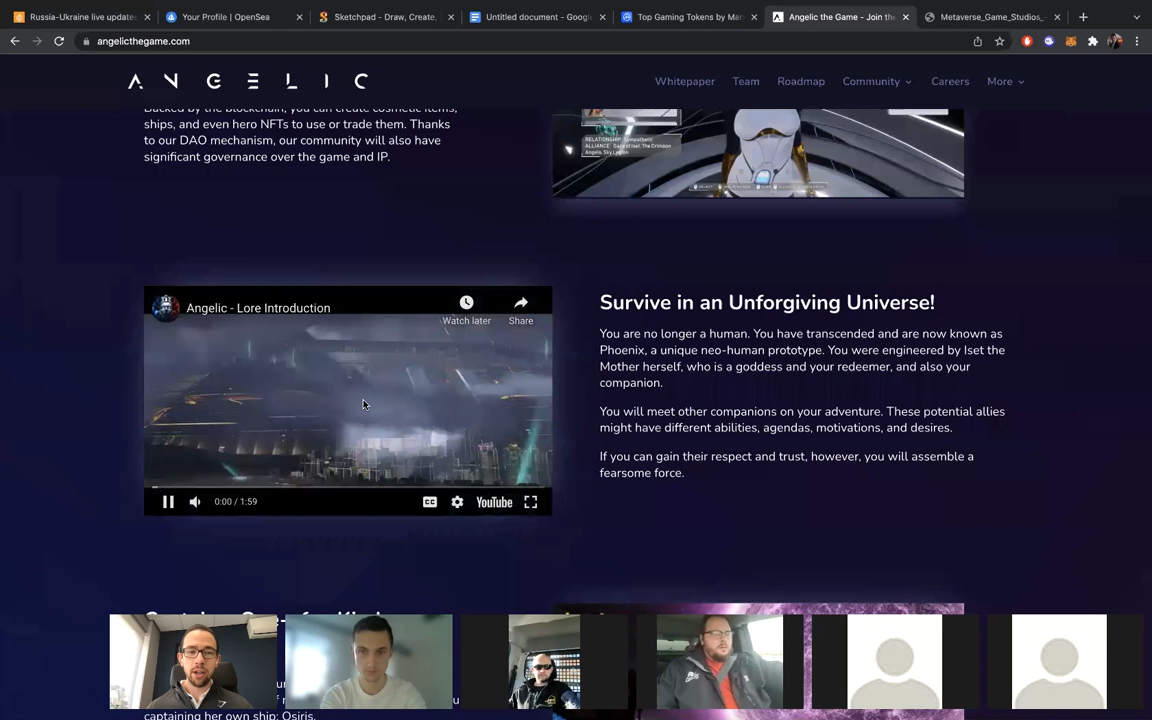 Russia-Ukraine live updates
Your Profile | OpenSea
Sketchpad - Draw, Create,
Untitled document - Google
Top Gaming Tokens by Mar
Angelic the Game - Join the
Metaverse_Game_Studios_
angelicthegame.com
ANGELIC
Whitepaper
Team
Roadmap
Community
Careers
More
Backed by the blockchain, you can create cosmetic items,
ships, and even hero NFTs to use or trade them. Thanks
to our DAO mechanism, our community will also have
significant governance over the game and IP.
RELATIONSHIP: Sympathetic
Angels, Sky Legion
Angelic - Lore Introduction
Watch later
Share
0:00 / 1:59
CC
YouTube
Survive in an Unforgiving Universe!
You are no longer a human. You have transcended and are now known as
Phoenix, a unique neo-human prototype. You were engineered by Iset the
Mother herself, who is a goddess and your redeemer, and also your
companion.
You will meet other companions on your adventure. These potential allies
might have different abilities, agendas, motivations, and desires.
If you can gain their respect and trust, however, you will assemble a
fearsome force.
captaining her own ship: Osiris.